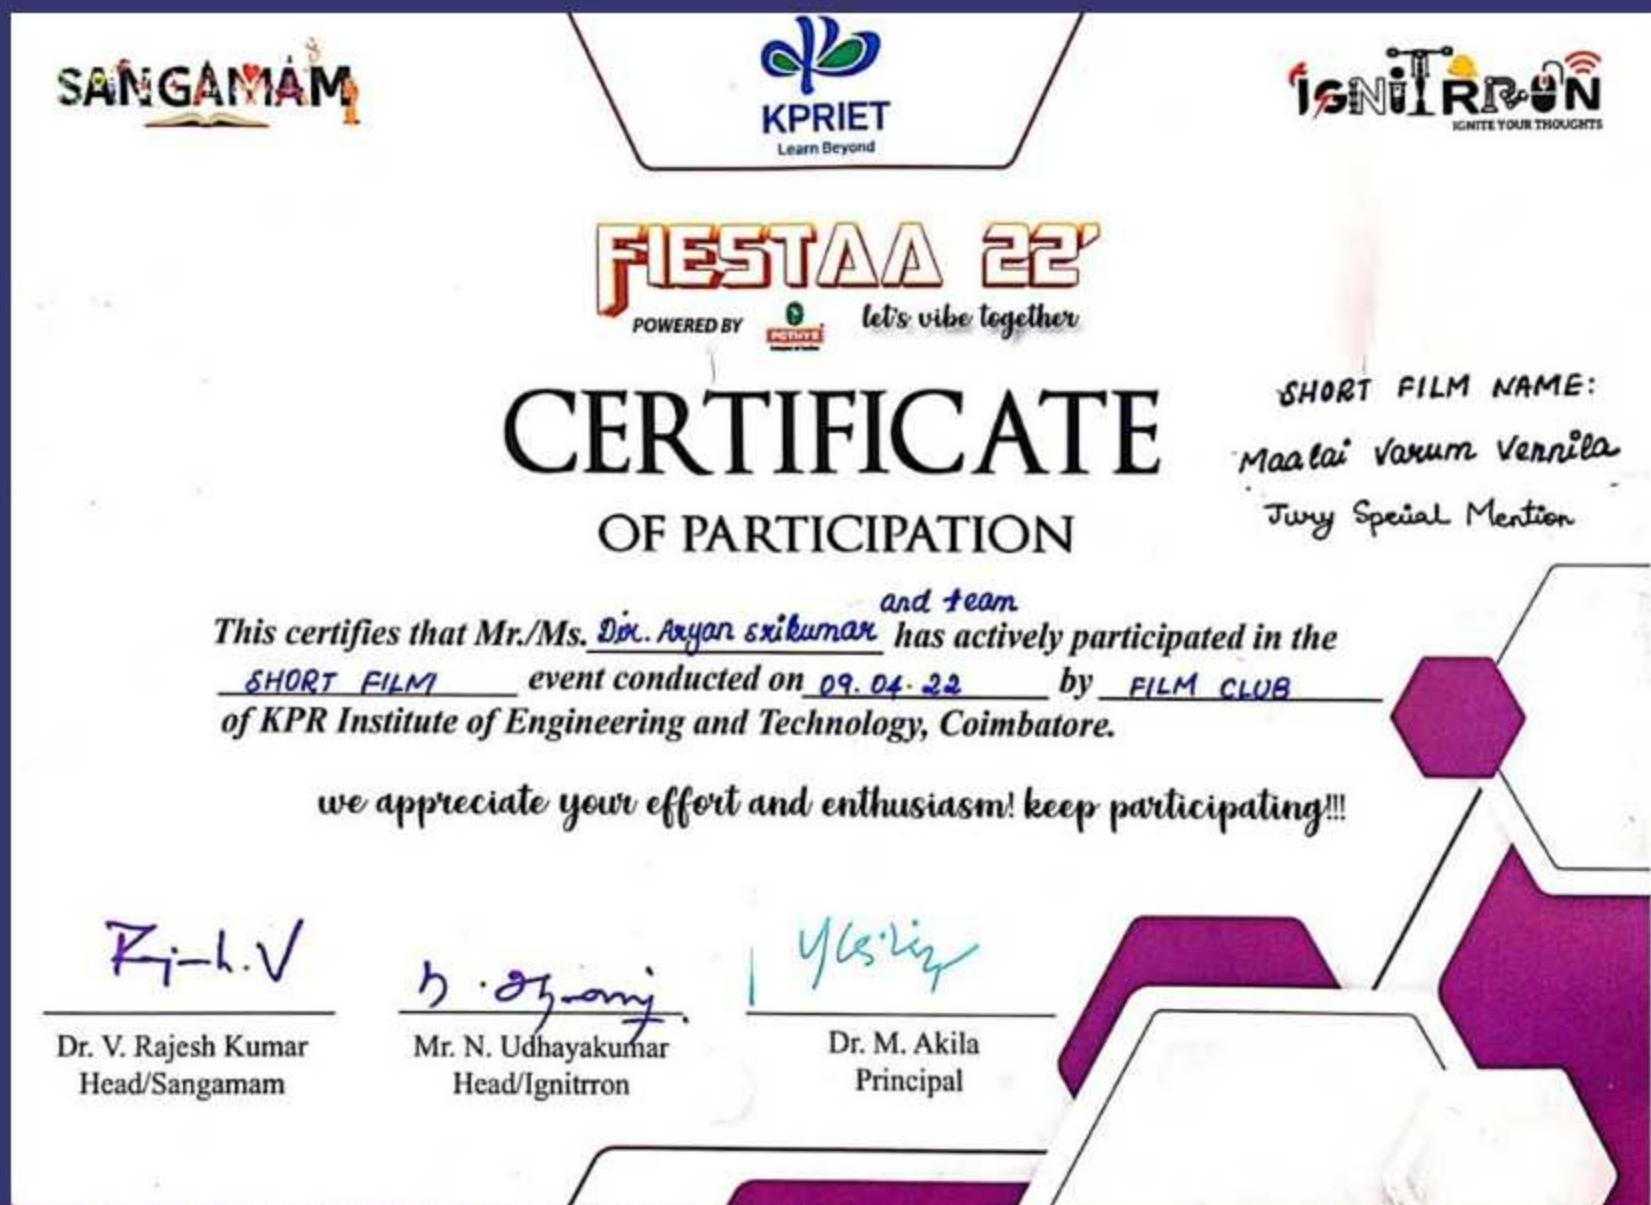 SANGAMAM
KPRIET
Learn Beyond
IGNITRRON
IGNITE YOUR THOUGHTS
FIESTAA 22'
POWERED BY POTHYS let's vibe together
CERTIFICATE
OF PARTICIPATION
SHORT FILM NAME:
Maalai Varum Vennila
Jury Special Mention
and team
This certifies that Mr./Ms. Dir. Aryan srikumar has actively participated in the
SHORT FILM event conducted on 09.04.22 by FILM CLUB
of KPR Institute of Engineering and Technology, Coimbatore.
we appreciate your effort and enthusiasm! keep participating!!!
Dr. V. Rajesh Kumar
Head/Sangamam
Mr. N. Udhayakumar
Head/Ignitrron
Dr. M. Akila
Principal